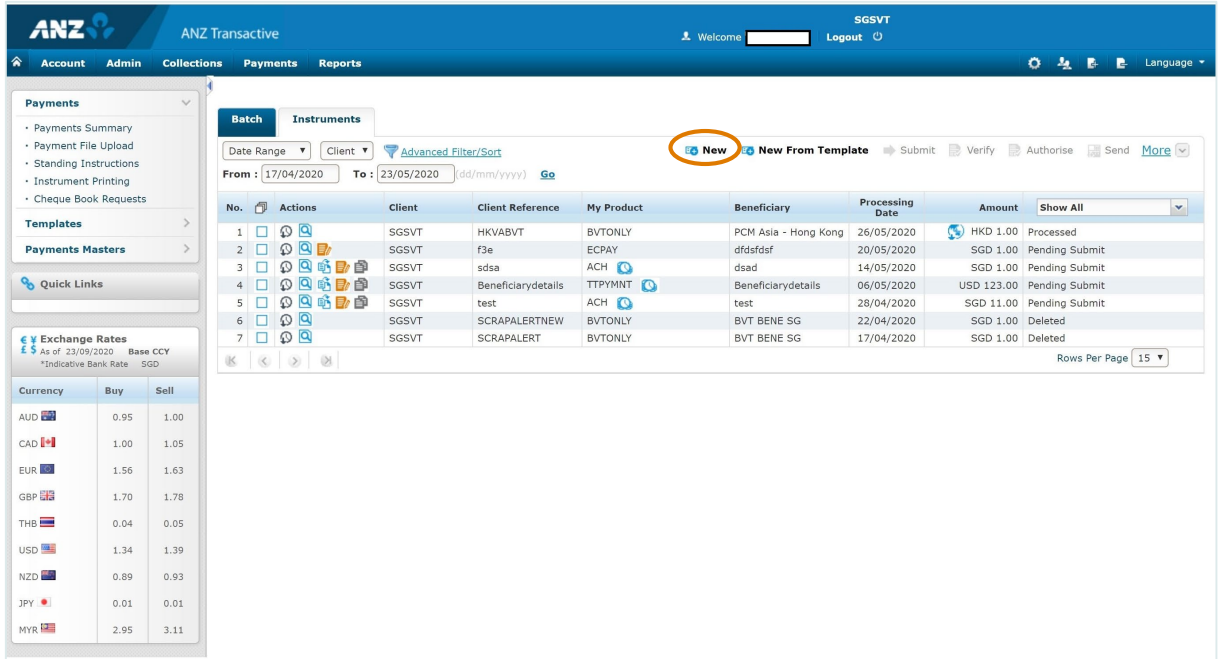 SGSVT
ANZ ANZ Transactive
Welcome Logout
Account Admin Collections Payments Reports Language
Payments
• Payments Summary
• Payment File Upload
• Standing Instructions
• Instrument Printing
• Cheque Book Requests
Templates
Payments Masters
Quick Links
€ ¥ £ $ Exchange Rates
As of 23/09/2020 Base CCY
*Indicative Bank Rate SGD
Currency Buy Sell
AUD 0.95 1.00
CAD 1.00 1.05
EUR 1.56 1.63
GBP 1.70 1.78
THB 0.04 0.05
USD 1.34 1.39
NZD 0.89 0.93
JPY 0.01 0.01
MYR 2.95 3.11
Batch Instruments
Date Range Client Advanced Filter/Sort New New From Template Submit Verify Authorise Send More
From : 17/04/2020 To : 23/05/2020 (dd/mm/yyyy) Go
No. Actions Client Client Reference My Product Beneficiary Processing Date Amount Show All
1 SGSVT HKVABVT BVTONLY PCM Asia - Hong Kong 26/05/2020 HKD 1.00 Processed
2 SGSVT f3e ECPAY dfdsfdsf 20/05/2020 SGD 1.00 Pending Submit
3 SGSVT sdsa ACH dsad 14/05/2020 SGD 1.00 Pending Submit
4 SGSVT Beneficiarydetails TTPYMNT Beneficiarydetails 06/05/2020 USD 123.00 Pending Submit
5 SGSVT test ACH test 28/04/2020 SGD 11.00 Pending Submit
6 SGSVT SCRAPALERTNEW BVTONLY BVT BENE SG 22/04/2020 SGD 1.00 Deleted
7 SGSVT SCRAPALERT BVTONLY BVT BENE SG 17/04/2020 SGD 1.00 Deleted
Rows Per Page 15